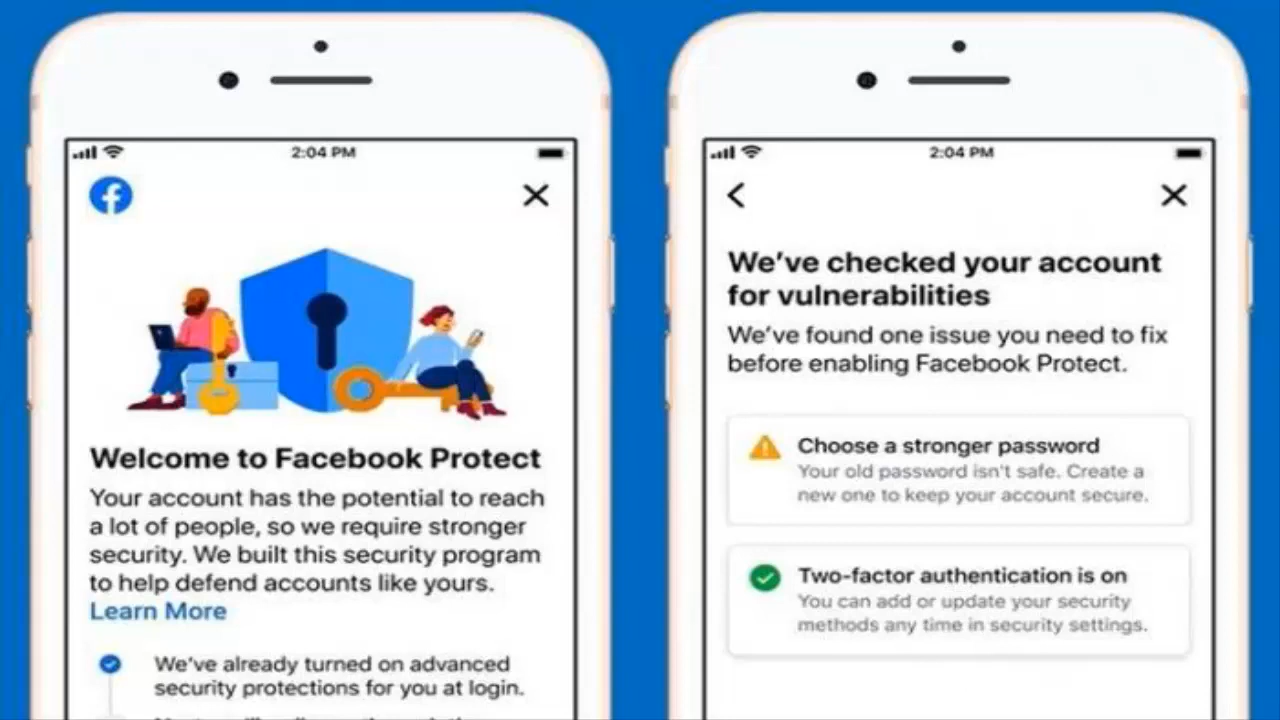 2:04 PM
Welcome to Facebook Protect
Your account has the potential to reach
a lot of people, so we require stronger
security. We built this security program
to help defend accounts like yours.
Learn More
We've already turned on advanced
security protections for you at login.
2:04 PM
We've checked your account
for vulnerabilities
We've found one issue you need to fix
before enabling Facebook Protect.
Choose a stronger password
Your old password isn't safe. Create a
new one to keep your account secure.
Two-factor authentication is on
You can add or update your security
methods any time in security settings.